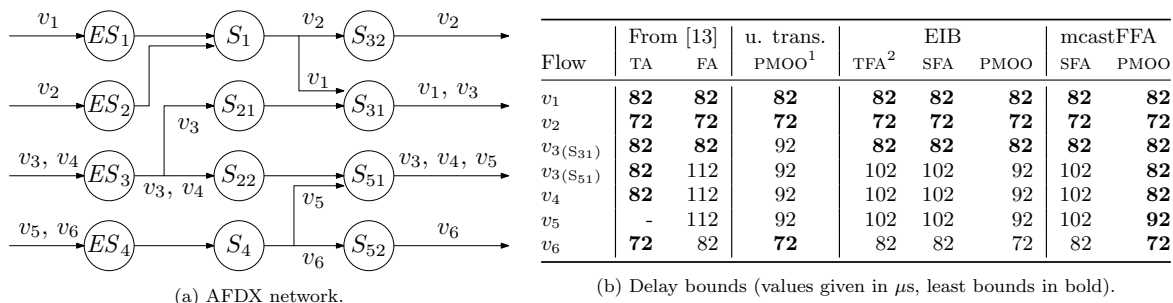 v1 ES1 S1 v2 S32 v2
v1
v2 ES2 S21 S31 v1, v3
v3
v3, v4 ES3 v3, v4 S22 S51 v3, v4, v5
v5
v5, v6 ES4 S4 v6 S52 v6
(a) AFDX network.
From [13] u. trans. EIB mcastFFA
Flow TA FA PMOO1 TFA2 SFA PMOO SFA PMOO
v1 82 82 82 82 82 82 82 82
v2 72 72 72 72 72 72 72 72
v3(S31) 82 82 92 82 82 82 82 82
v3(S51) 82 112 92 102 102 92 102 82
v4 82 112 92 102 102 92 102 82
v5 - 112 92 102 102 92 102 92
v6 72 82 72 82 82 72 82 72
(b) Delay bounds (values given in μs, least bounds in bold).